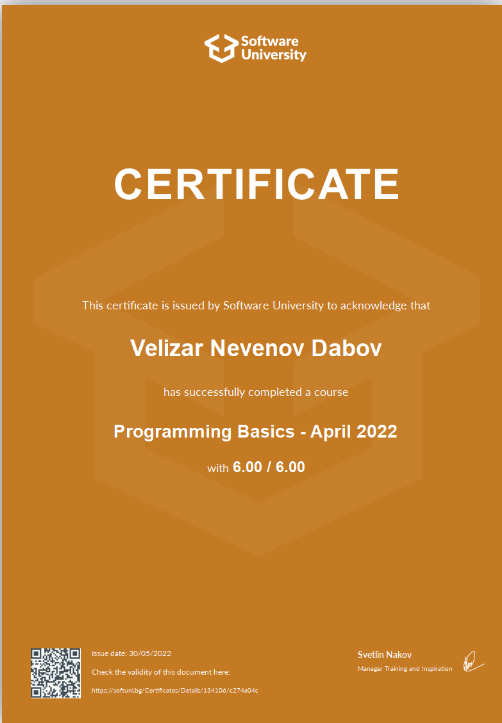 Software
University
CERTIFICATE
This certificate is issued by Software University to acknowledge that
Velizar Nevenov Dabov
has successfully completed a course
Programming Basics - April 2022
with 6.00 / 6.00
Issue date: 30/05/2022
Check the validity of this document here:
https://softuni.bg/Certificates/Details/134106/c274a04c
Svetlin Nakov
Manager Training and Inspiration